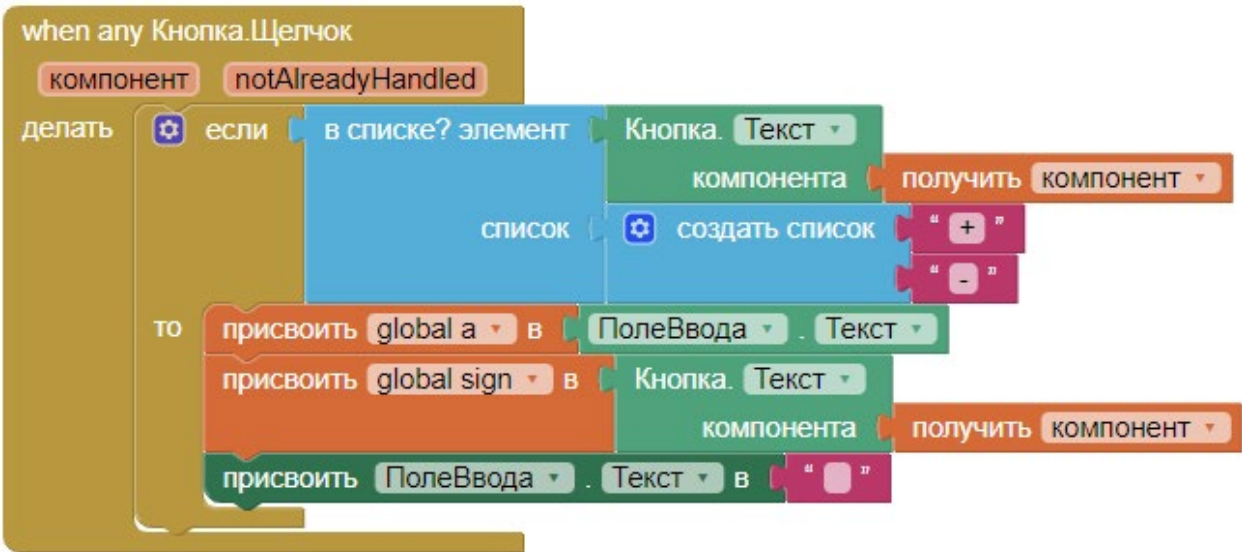 when any Кнопка.Щелчок
компонент notAlreadyHandled
делать если в списке? элемент Кнопка. Текст
компонента получить компонент
список создать список “ + ”
“ - ”
то присвоить global a в ПолеВвода . Текст
присвоить global sign в Кнопка. Текст
компонента получить компонент
присвоить ПолеВвода . Текст в “ ”